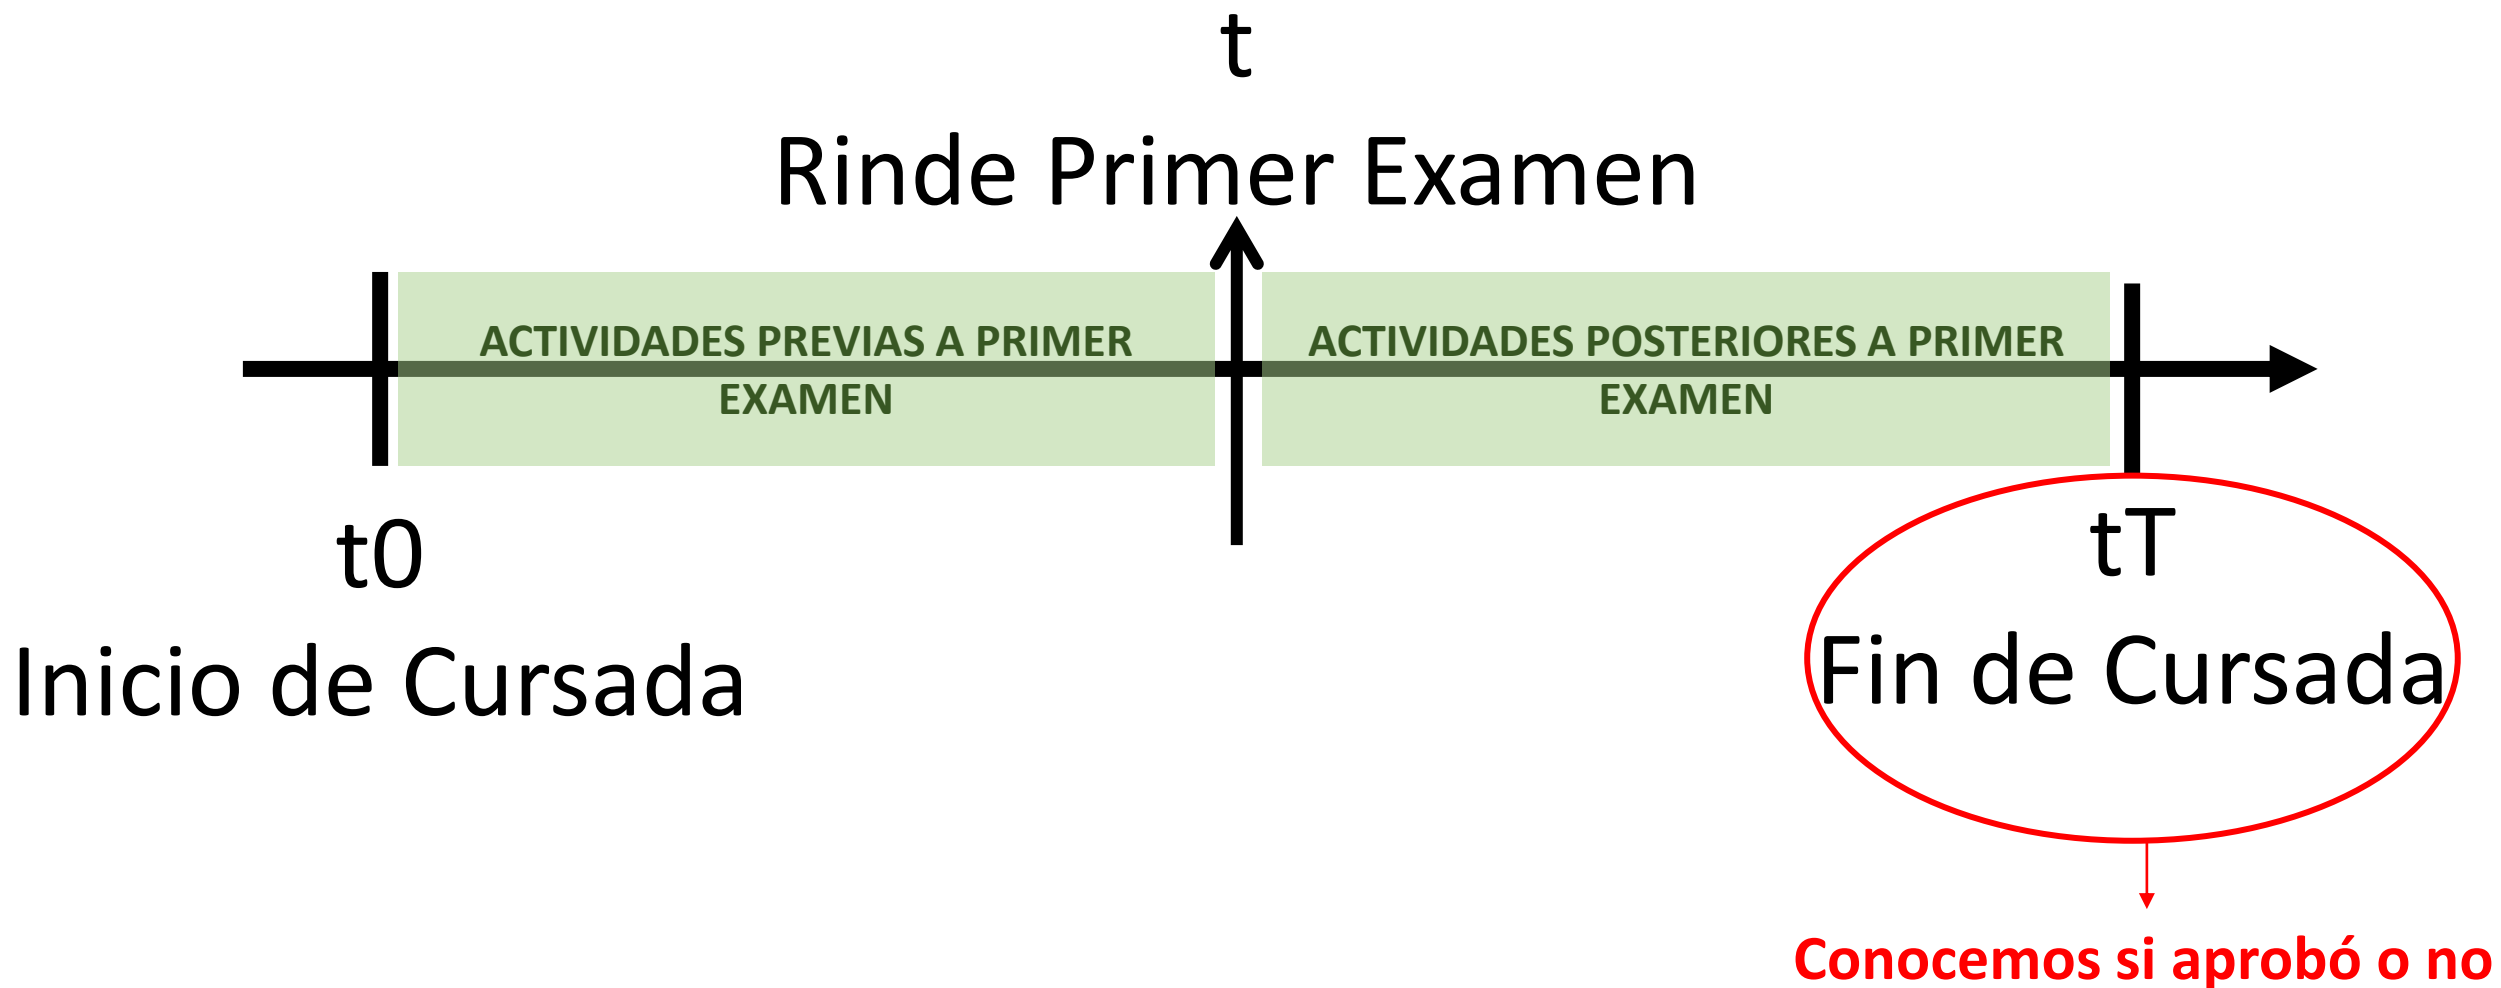 t
Rinde Primer Examen
ACTIVIDADES PREVIAS A PRIMER
EXAMEN
ACTIVIDADES POSTERIORES A PRIMER
EXAMEN
t0
Inicio de Cursada
tT
Fin de Cursada
Conocemos si aprobó o no